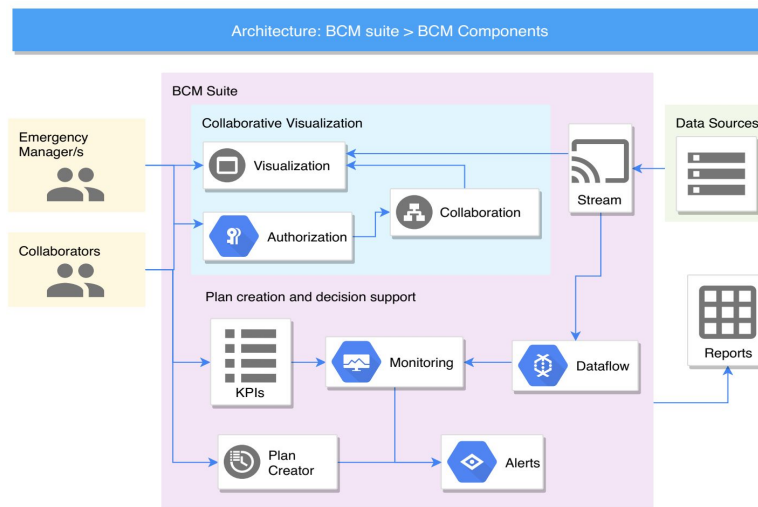 Architecture: BCM suite > BCM Components
BCM Suite
Collaborative Visualization
Data Sources
Emergency
Manager/s
Visualization
Stream
Collaboration
Authorization
Collaborators
Plan creation and decision support
Reports
Monitoring
Dataflow
KPIs
Plan
Creator
Alerts